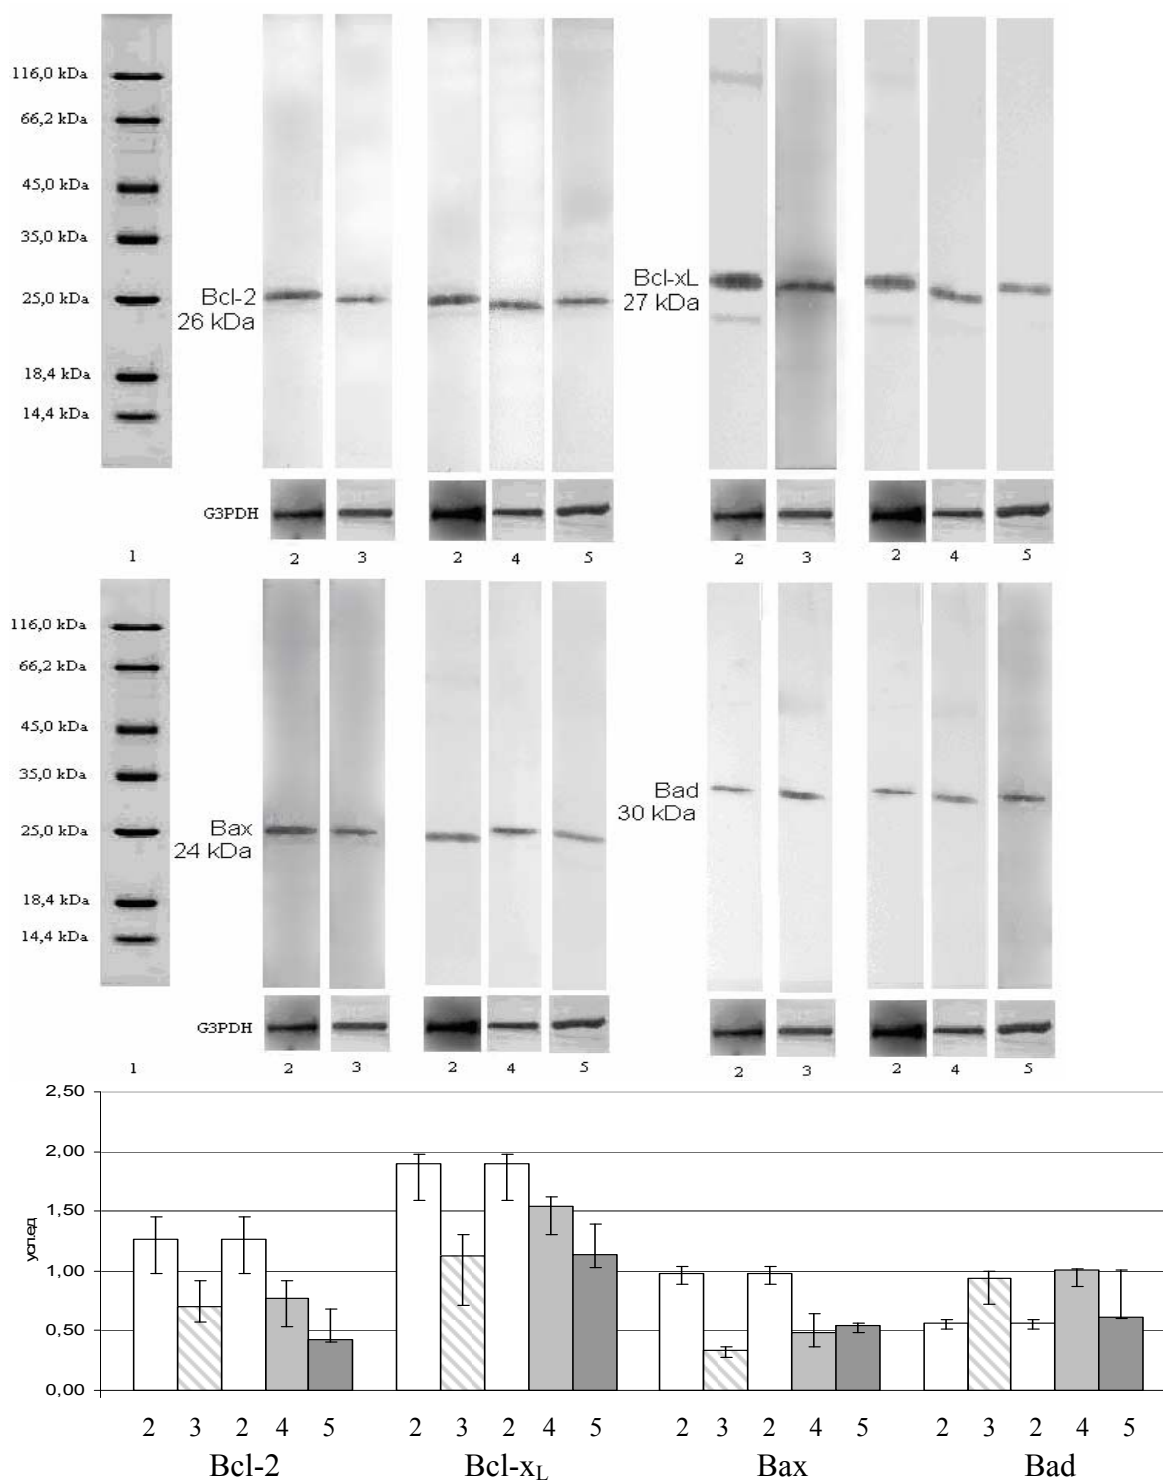 116,0 kDa
66,2 kDa
45,0 kDa
35,0 kDa
25,0 kDa
18,4 kDa
14,4 kDa
Bcl-2
26 kDa
Bcl-xL
27 kDa
G3PDH
1 2 3 2 4 5 2 3 2 4 5
116,0 kDa
66,2 kDa
45,0 kDa
35,0 kDa
25,0 kDa
18,4 kDa
14,4 kDa
Bax
24 kDa
Bad
30 kDa
G3PDH
1 2 3 2 4 5 2 3 2 4 5
2,50
2,00
1,50
1,00
0,50
0,00
усл.ед
2 3 2 4 5 2 3 2 4 5 2 3 2 4 5 2 3 2 4 5
Bcl-2 Bcl-xL Bax Bad